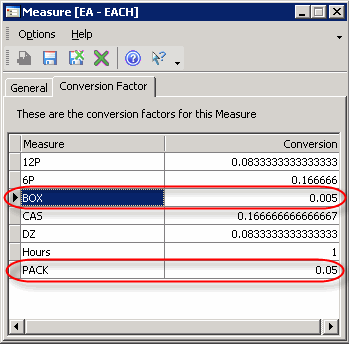 Measure [EA - EACH]
Options Help
General Conversion Factor
These are the conversion factors for this Measure
Measure Conversion
12P 0.0833333333333333
6P 0.166666
BOX 0.005
CAS 0.166666666666667
DZ 0.0833333333333333
Hours 1
PACK 0.05